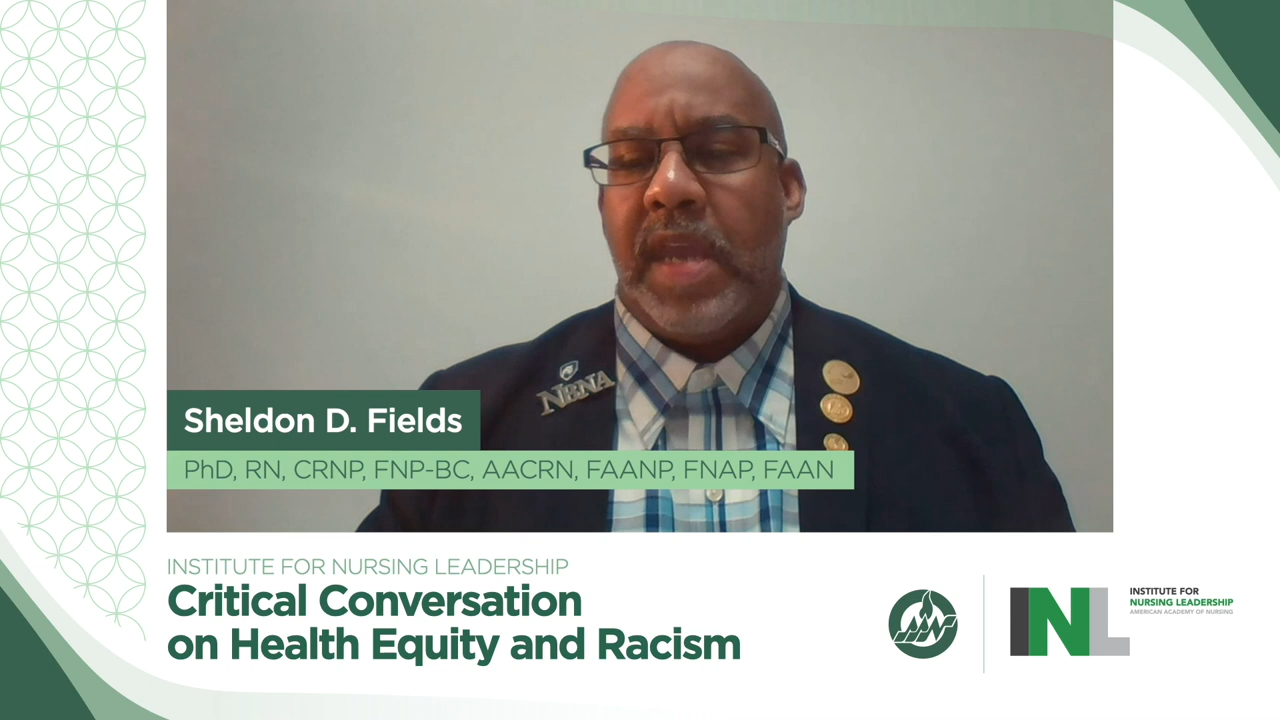 NBNA
Sheldon D. Fields
PhD, RN, CRNP, FNP-BC, AACRN, FAANP, FNAP, FAAN
INSTITUTE FOR NURSING LEADERSHIP
Critical Conversation
on Health Equity and Racism
INL
INSTITUTE FOR
NURSING LEADERSHIP
AMERICAN ACADEMY OF NURSING